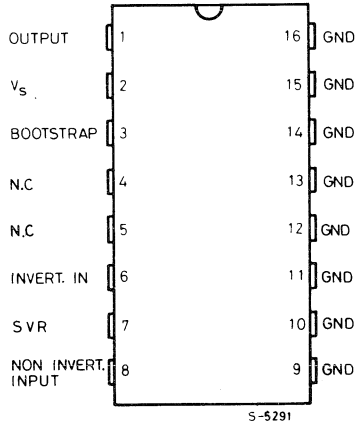 OUTPUT 1 16 GND
Vs 2 15 GND
BOOTSTRAP 3 14 GND
N.C 4 13 GND
N.C 5 12 GND
INVERT. IN 6 11 GND
SVR 7 10 GND
NON INVERT. INPUT 8 9 GND
S-5291